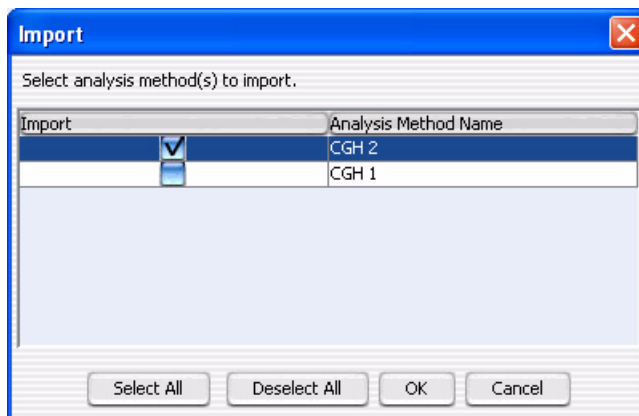 Import
Select analysis method(s) to import.
Import Analysis Method Name
CGH 2
CGH 1
Select All Deselect All OK Cancel